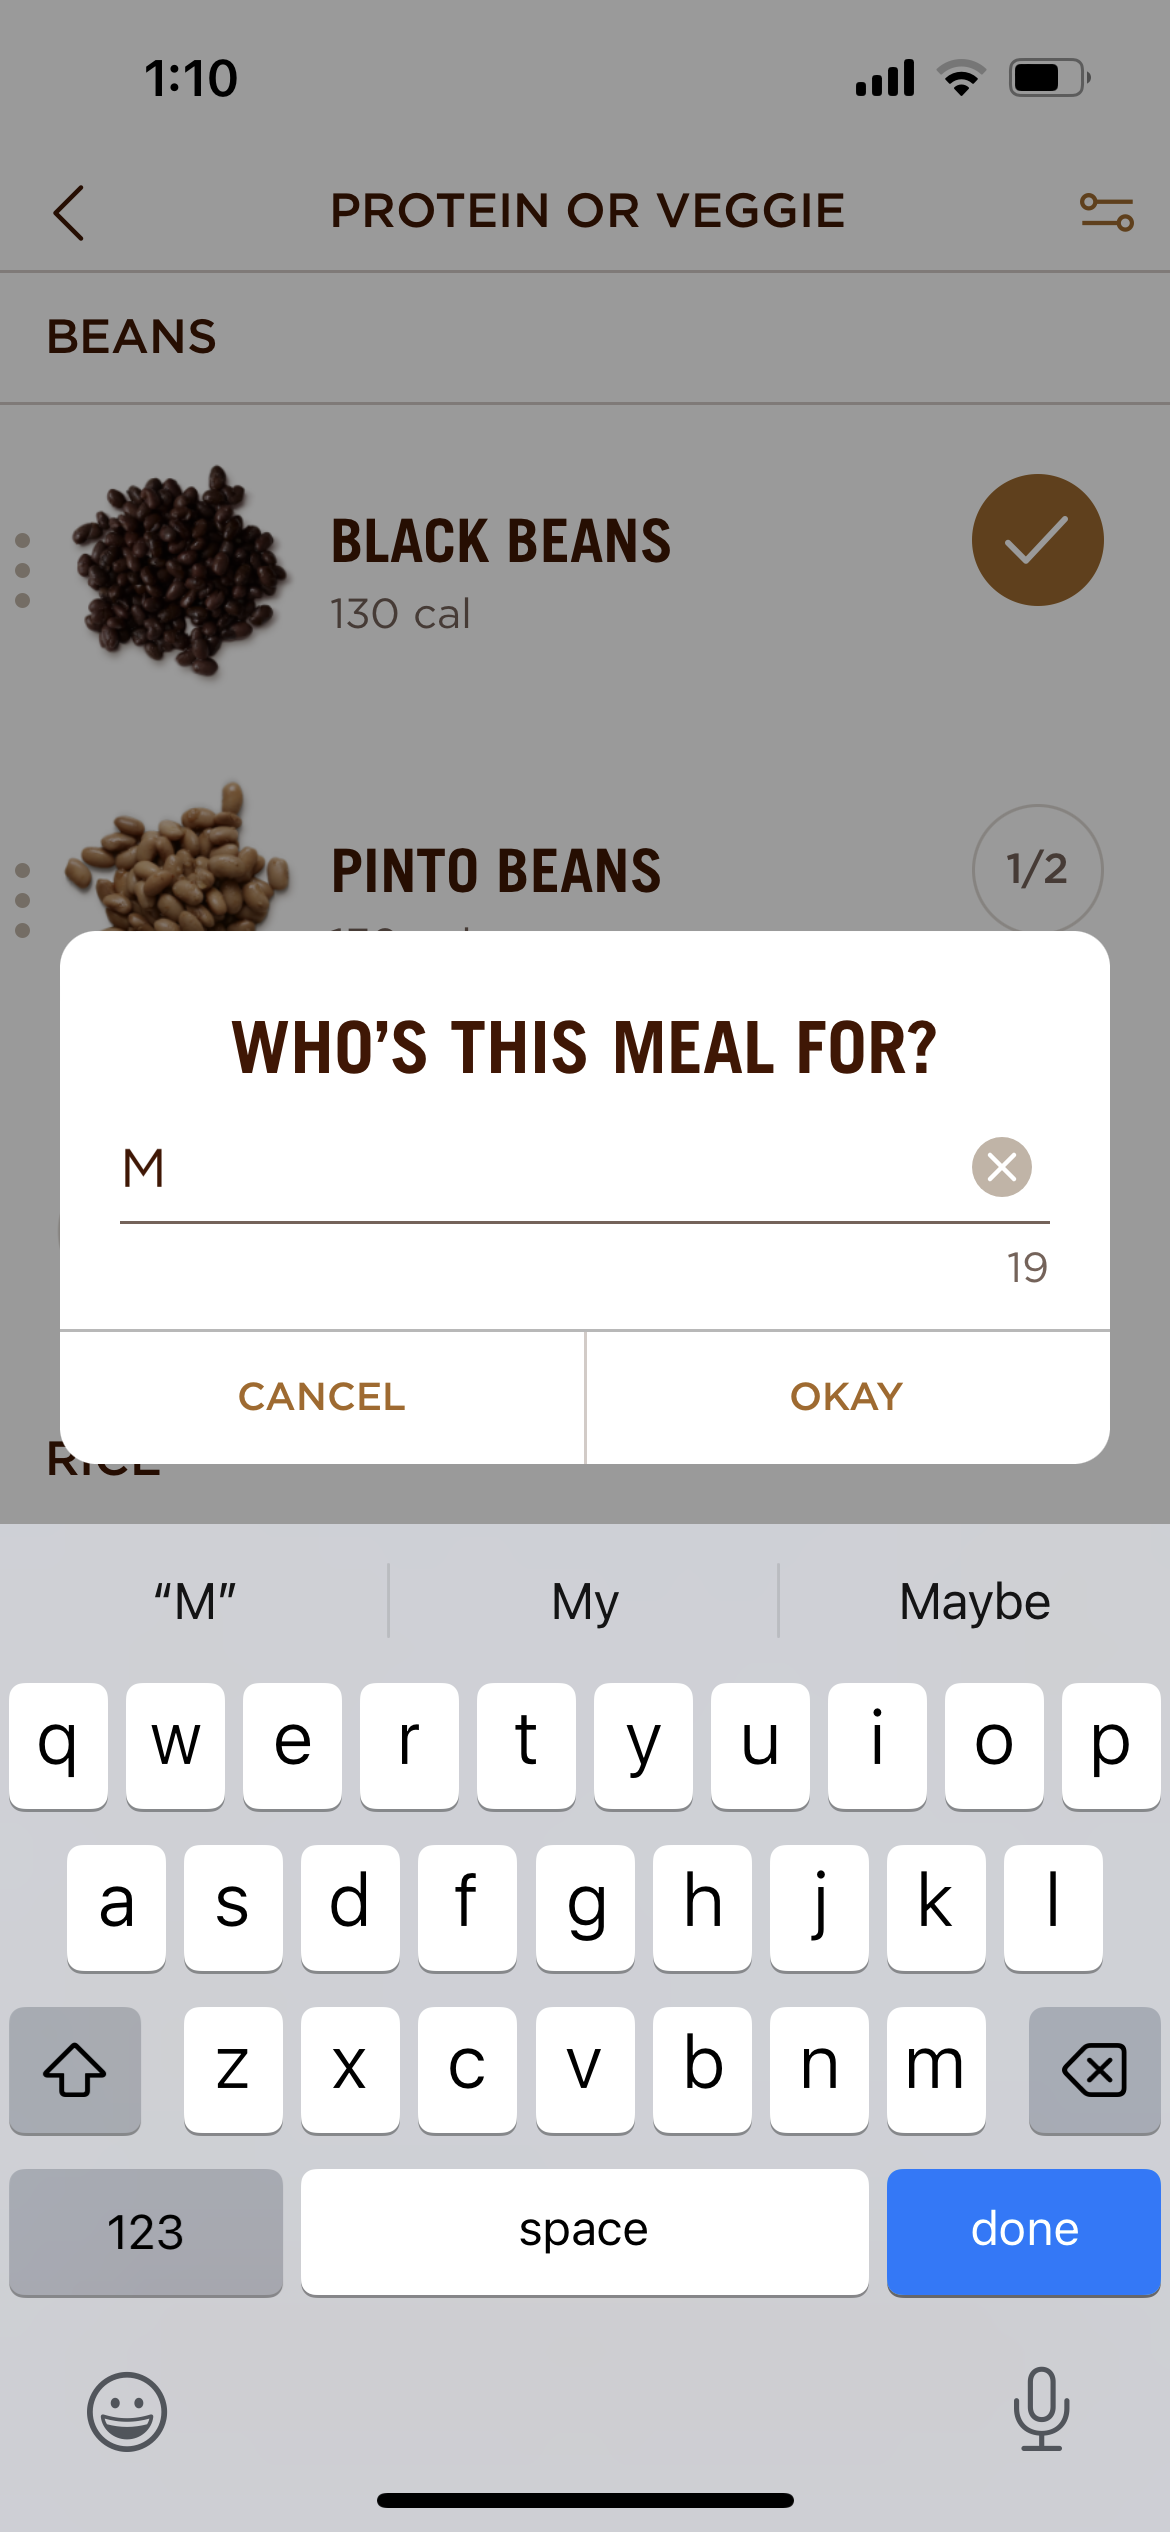 1:10
PROTEIN OR VEGGIE
BEANS
BLACK BEANS
130 cal
PINTO BEANS
1/2
WHO’S THIS MEAL FOR?
M
19
CANCEL
OKAY
RICE
“M”
My
Maybe
q w e r t y u i o p
a s d f g h j k l
z x c v b n m
123
space
done